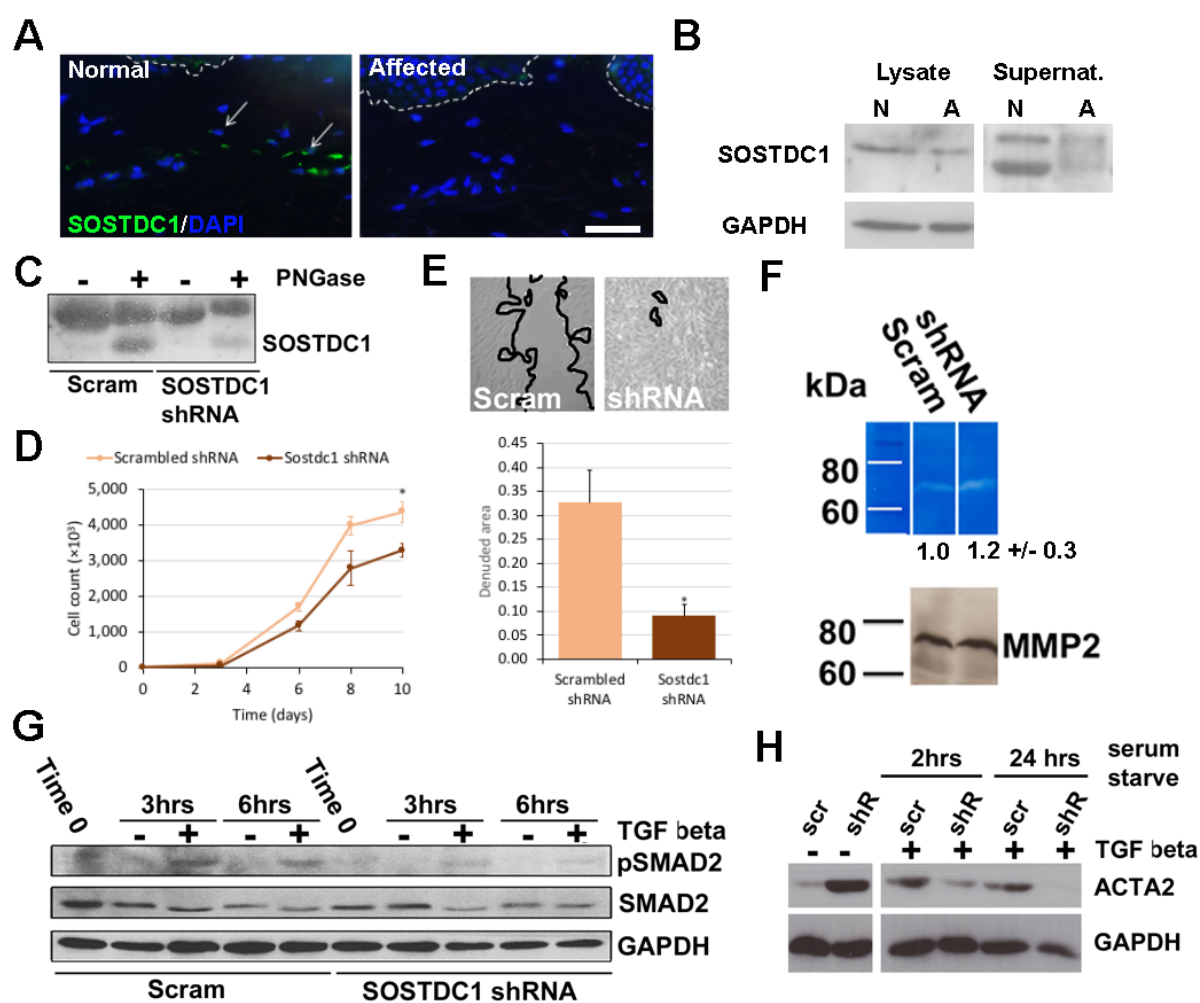 A
Normal
Affected
SOSTDC1/DAPI
B
Lysate Supernat.
N A N A
SOSTDC1
GAPDH
C
- + - + PNGase
SOSTDC1
Scram SOSTDC1
shRNA
D
Scrambled shRNA Sostdc1 shRNA
5,000
4,000
3,000
2,000
1,000
0
Cell count (×10³)
*
0 2 4 6 8 10
Time (days)
E
Scram shRNA
0.45
0.40
0.35
0.30
0.25
0.20
0.15
0.10
0.05
0.00
Denuded area
*
Scrambled Sostdc1
shRNA shRNA
F
Scram shRNA
kDa
80
60
1.0 1.2 +/- 0.3
80
60
MMP2
G
Time 0 3hrs 6hrs Time 0 3hrs 6hrs
- + - + - + - + TGF beta
pSMAD2
SMAD2
GAPDH
Scram SOSTDC1 shRNA
H
2hrs 24 hrs serum
starve
scr shR scr shR scr shR
- - + + + + TGF beta
ACTA2
GAPDH